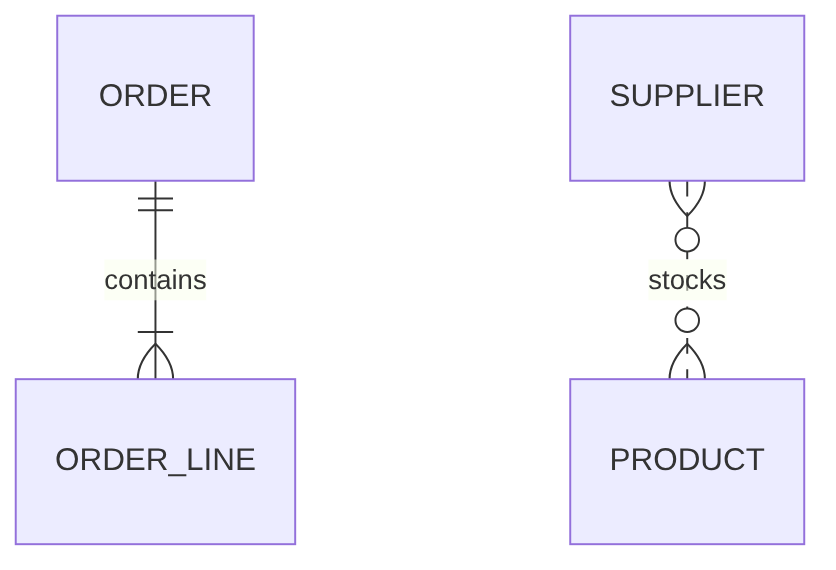 ORDER
SUPPLIER
contains
stocks
ORDER_LINE
PRODUCT